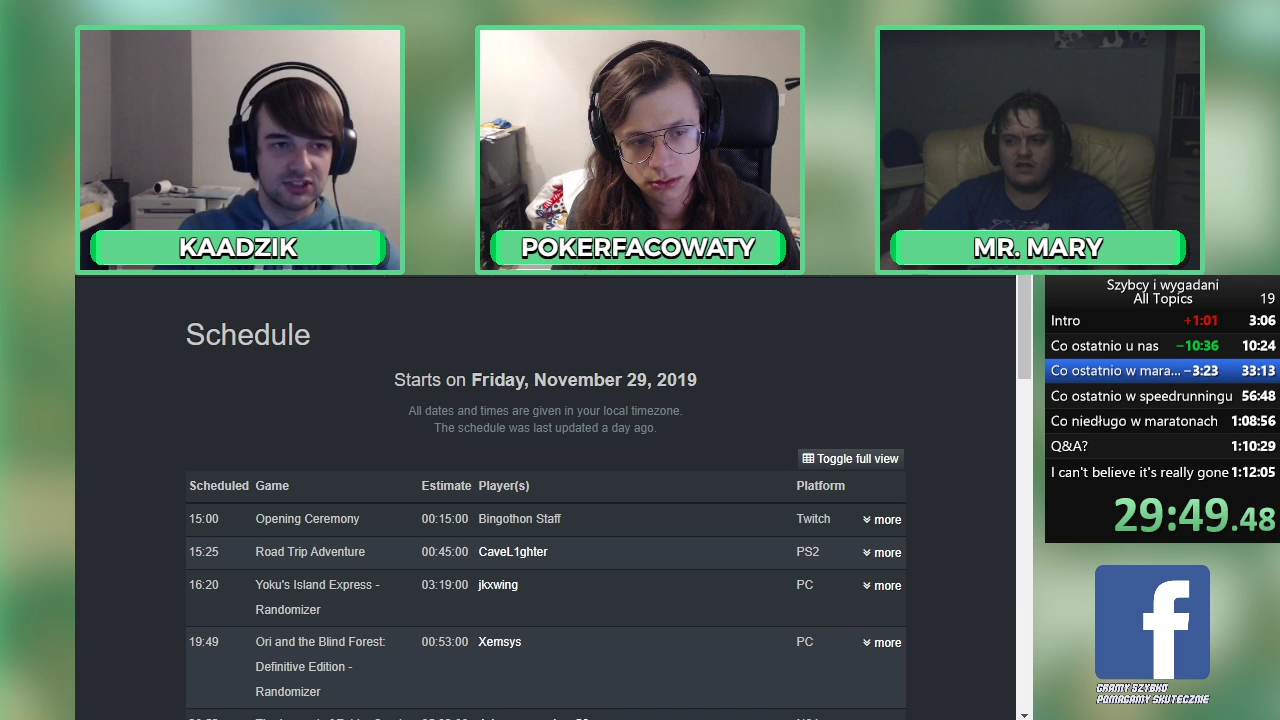 KAADZIK
POKERFACOWATY
MR. MARY
Schedule
Starts on Friday, November 29, 2019
All dates and times are given in your local timezone.
The schedule was last updated a day ago.
Toggle full view
Scheduled Game Estimate Player(s) Platform
15:00 Opening Ceremony 00:15:00 Bingothon Staff Twitch more
15:25 Road Trip Adventure 00:45:00 CaveL1ghter PS2 more
16:20 Yoku's Island Express - 03:19:00 jkxwing PC more
Randomizer
19:49 Ori and the Blind Forest: 00:53:00 Xemsys PC more
Definitive Edition -
Randomizer
Szybcy i wygadani
All Topics 19
Intro +1:01 3:06
Co ostatnio u nas −10:36 10:24
Co ostatnio w mara... −3:23 33:13
Co ostatnio w speedrunningu 56:48
Co niedługo w maratonach 1:08:56
Q&A? 1:10:29
I can't believe it's really gone 1:12:05
29:49.48
GRAMY SZYBKO
POMAGAMY SKUTECZNIE